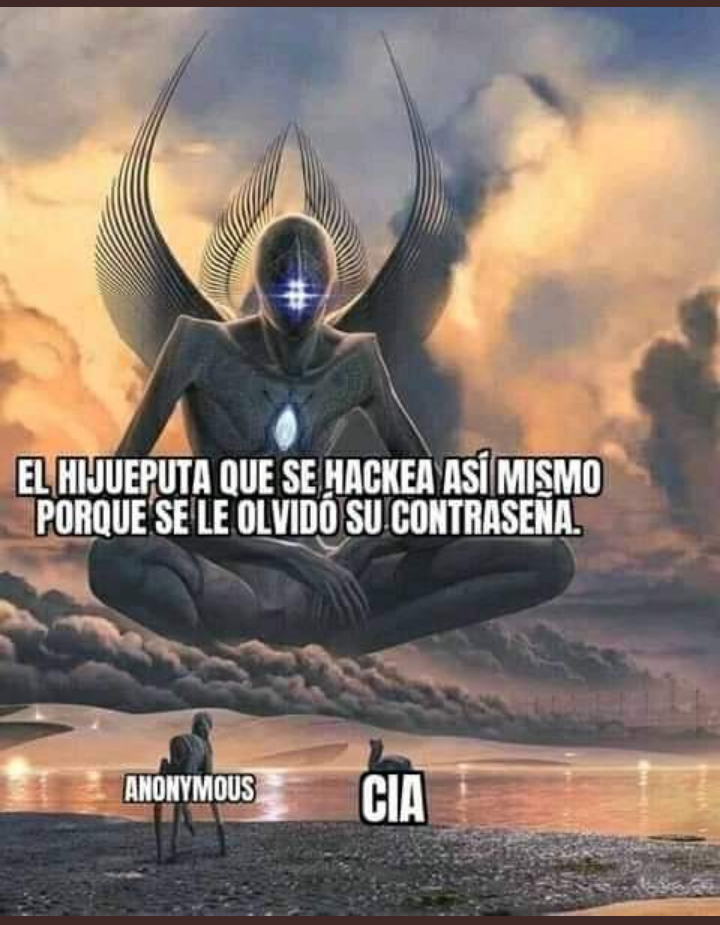 EL HIJUEPUTA QUE SE HACKEA ASÍ MISMO
PORQUE SE LE OLVIDÓ SU CONTRASEÑA.
ANONYMOUS
CIA